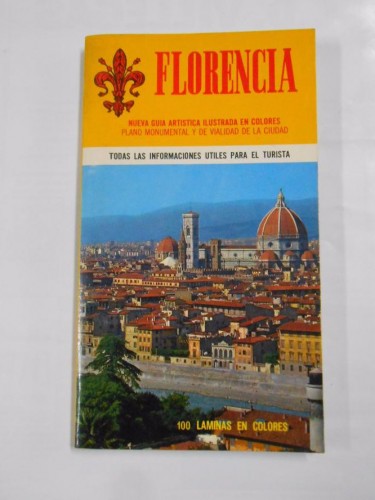 FLORENCIA
NUEVA GUIA ARTISTICA ILUSTRADA EN COLORES
PLANO MONUMENTAL Y DE VIALIDAD DE LA CIUDAD
TODAS LAS INFORMACIONES UTILES PARA EL TURISTA
100 LAMINAS EN COLORES